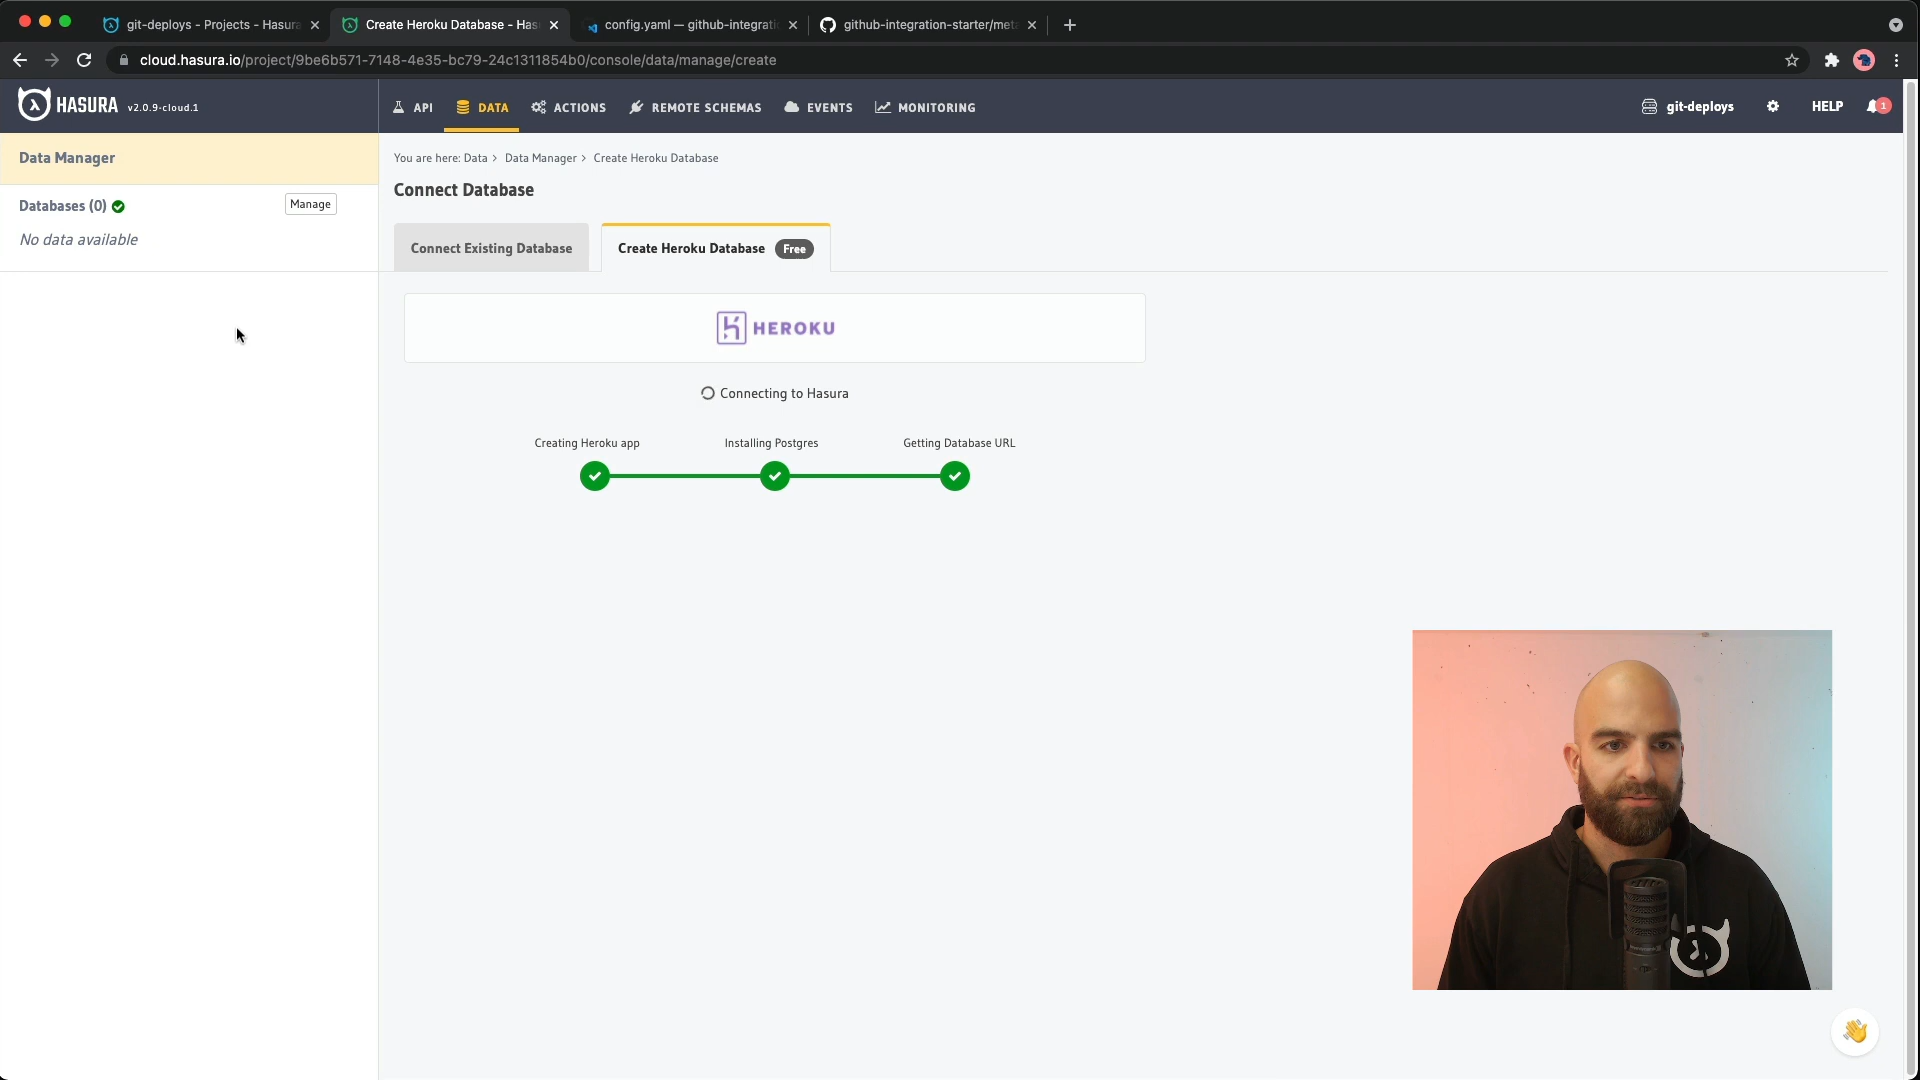 git-deploys - Projects - Hasura
Create Heroku Database - Has
config.yaml — github-integrati
github-integration-starter/meta
cloud.hasura.io/project/9be6b571-7148-4e35-bc79-24c1311854b0/console/data/manage/create
HASURA v2.0.9-cloud.1
API
DATA
ACTIONS
REMOTE SCHEMAS
EVENTS
MONITORING
git-deploys
HELP
1
Data Manager
Databases (0)
Manage
No data available
You are here: Data > Data Manager > Create Heroku Database
Connect Database
Connect Existing Database
Create Heroku Database Free
HEROKU
Connecting to Hasura
Creating Heroku app
Installing Postgres
Getting Database URL